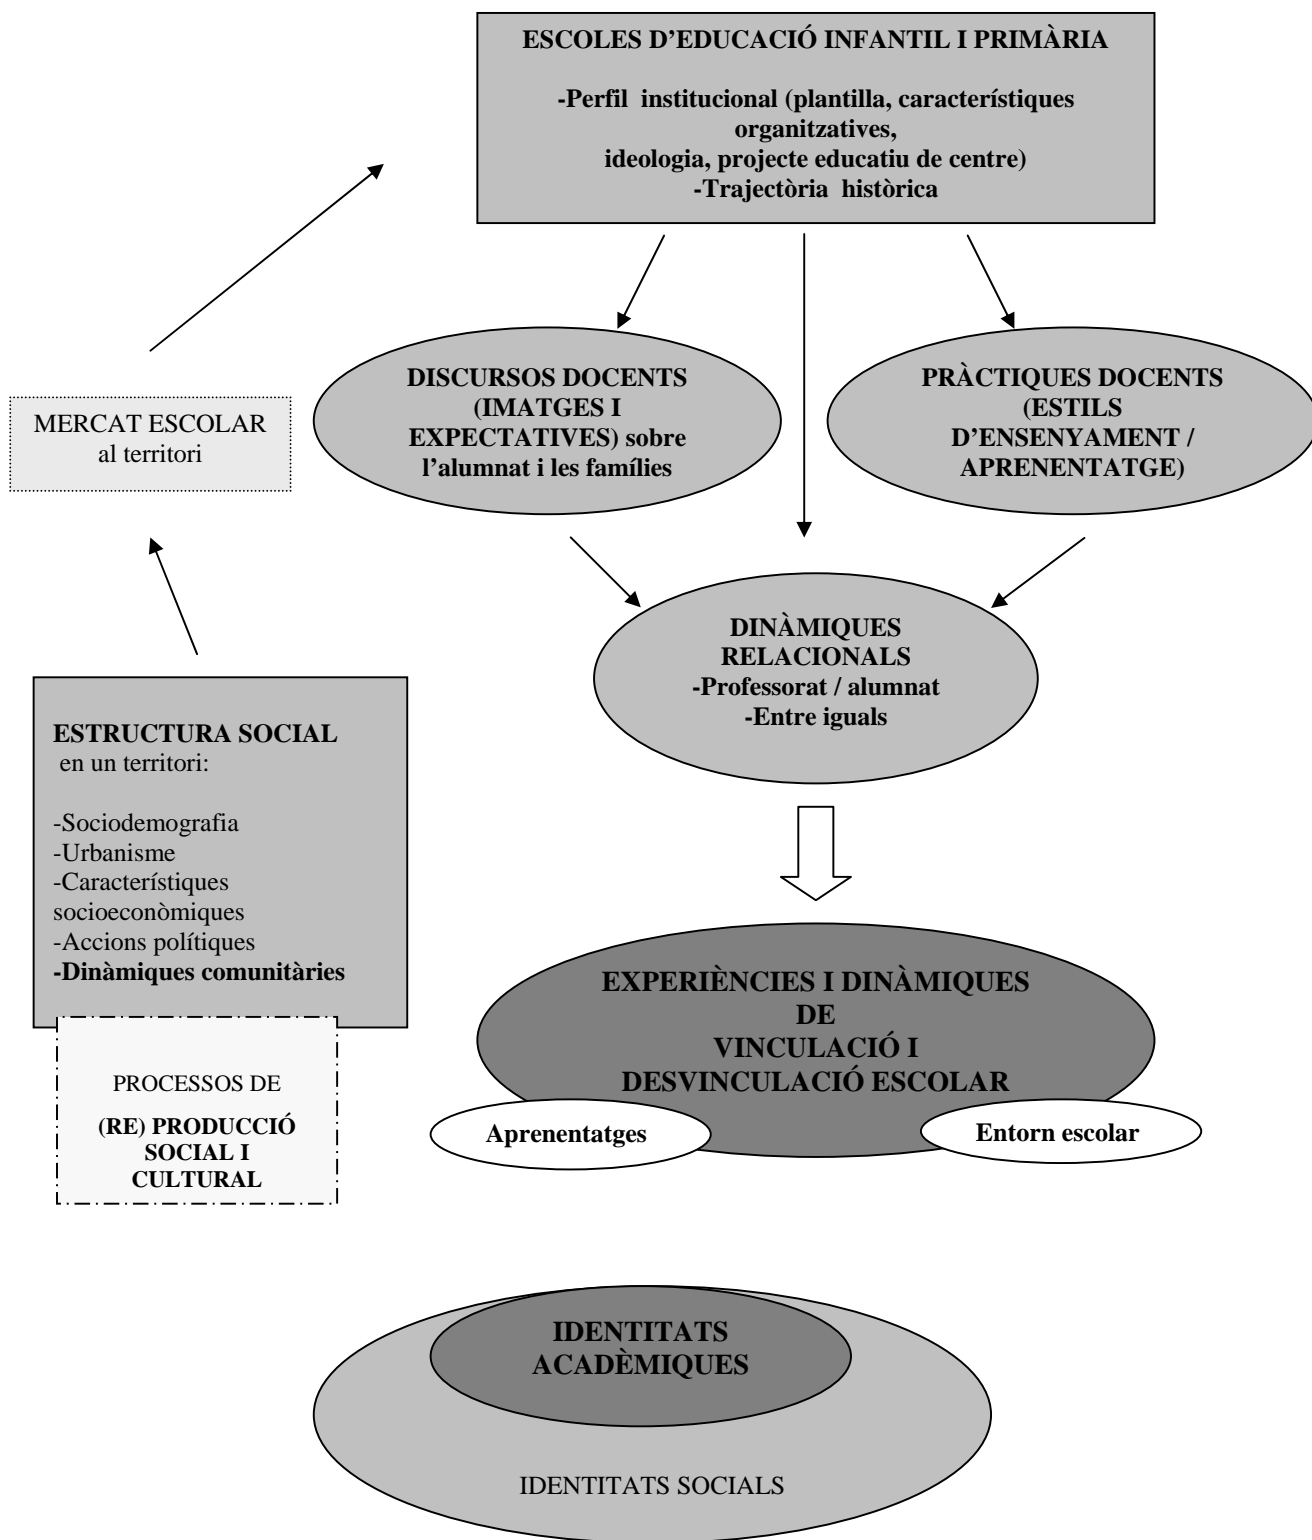 ESCOLES D'EDUCACIÓ INFANTIL I PRIMÀRIA
-Perfil institucional (plantilla, característiques
organitzatives,
ideologia, projecte educatiu de centre)
-Trajectòria històrica
DISCURSOS DOCENTS
(IMATGES I
EXPECTATIVES) sobre
l'alumnat i les famílies
PRÀCTIQUES DOCENTS
(ESTILS
D'ENSENYAMENT /
APRENENTATGE)
MERCAT ESCOLAR
al territori
DINÀMIQUES
RELACIONALS
-Professorat / alumnat
-Entre iguals
ESTRUCTURA SOCIAL
en un territori:
-Sociodemografia
-Urbanisme
-Característiques
socioeconòmiques
-Accions polítiques
-Dinàmiques comunitàries
PROCESSOS DE
(RE) PRODUCCIÓ
SOCIAL I
CULTURAL
EXPERIÈNCIES I DINÀMIQUES
DE
VINCULACIÓ I
DESVINCULACIÓ ESCOLAR
Aprenentatges
Entorn escolar
IDENTITATS
ACADÈMIQUES
IDENTITATS SOCIALS